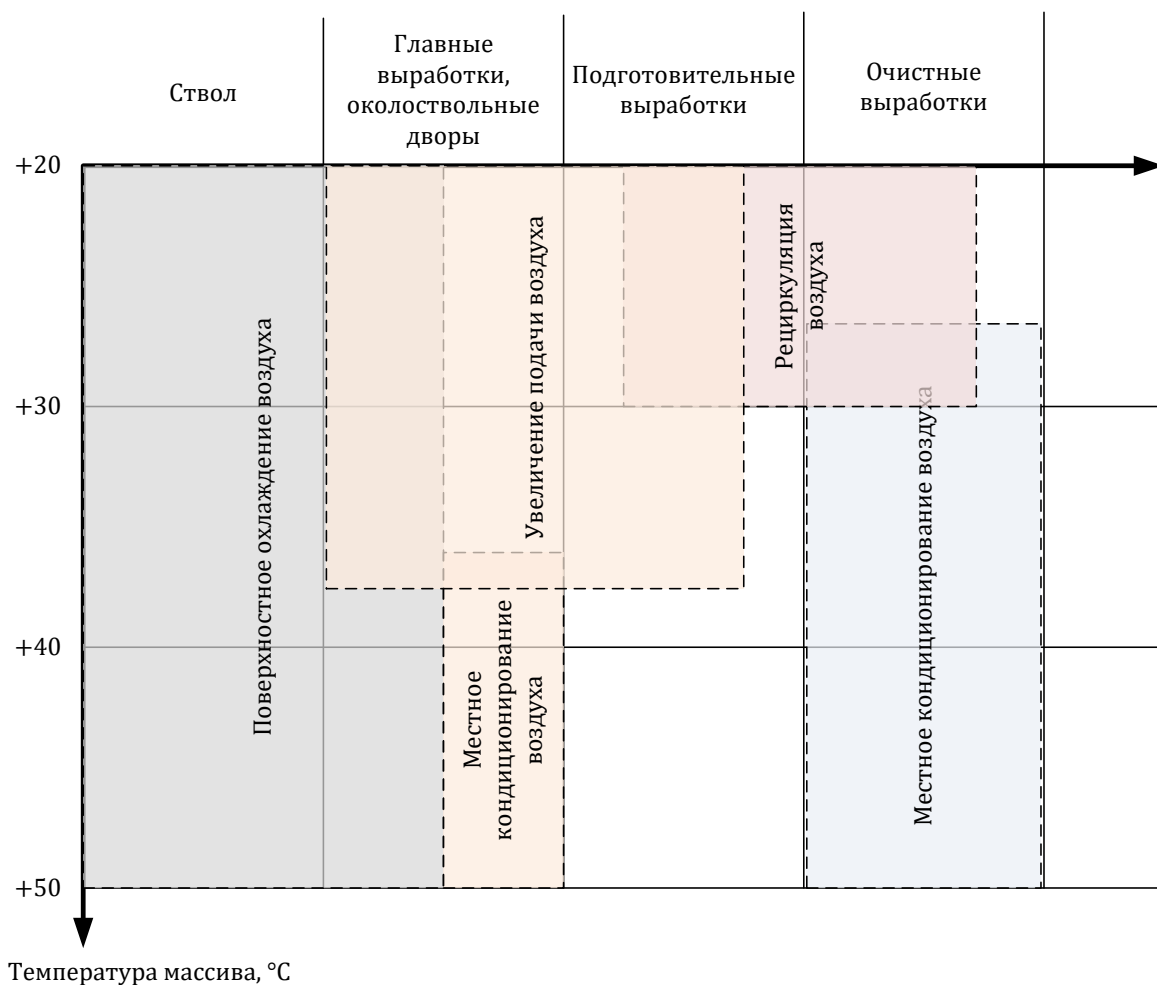 Ствол
Главные
выработки,
околоствольные
дворы
Подготовительные
выработки
Очистные
выработки
+20
+30
+40
+50
Поверхностное охлаждение воздуха
Увеличение подачи воздуха
Местное
кондиционирование
воздуха
Рециркуляция
воздуха
Местное кондиционирование воздуха
Температура массива, °C